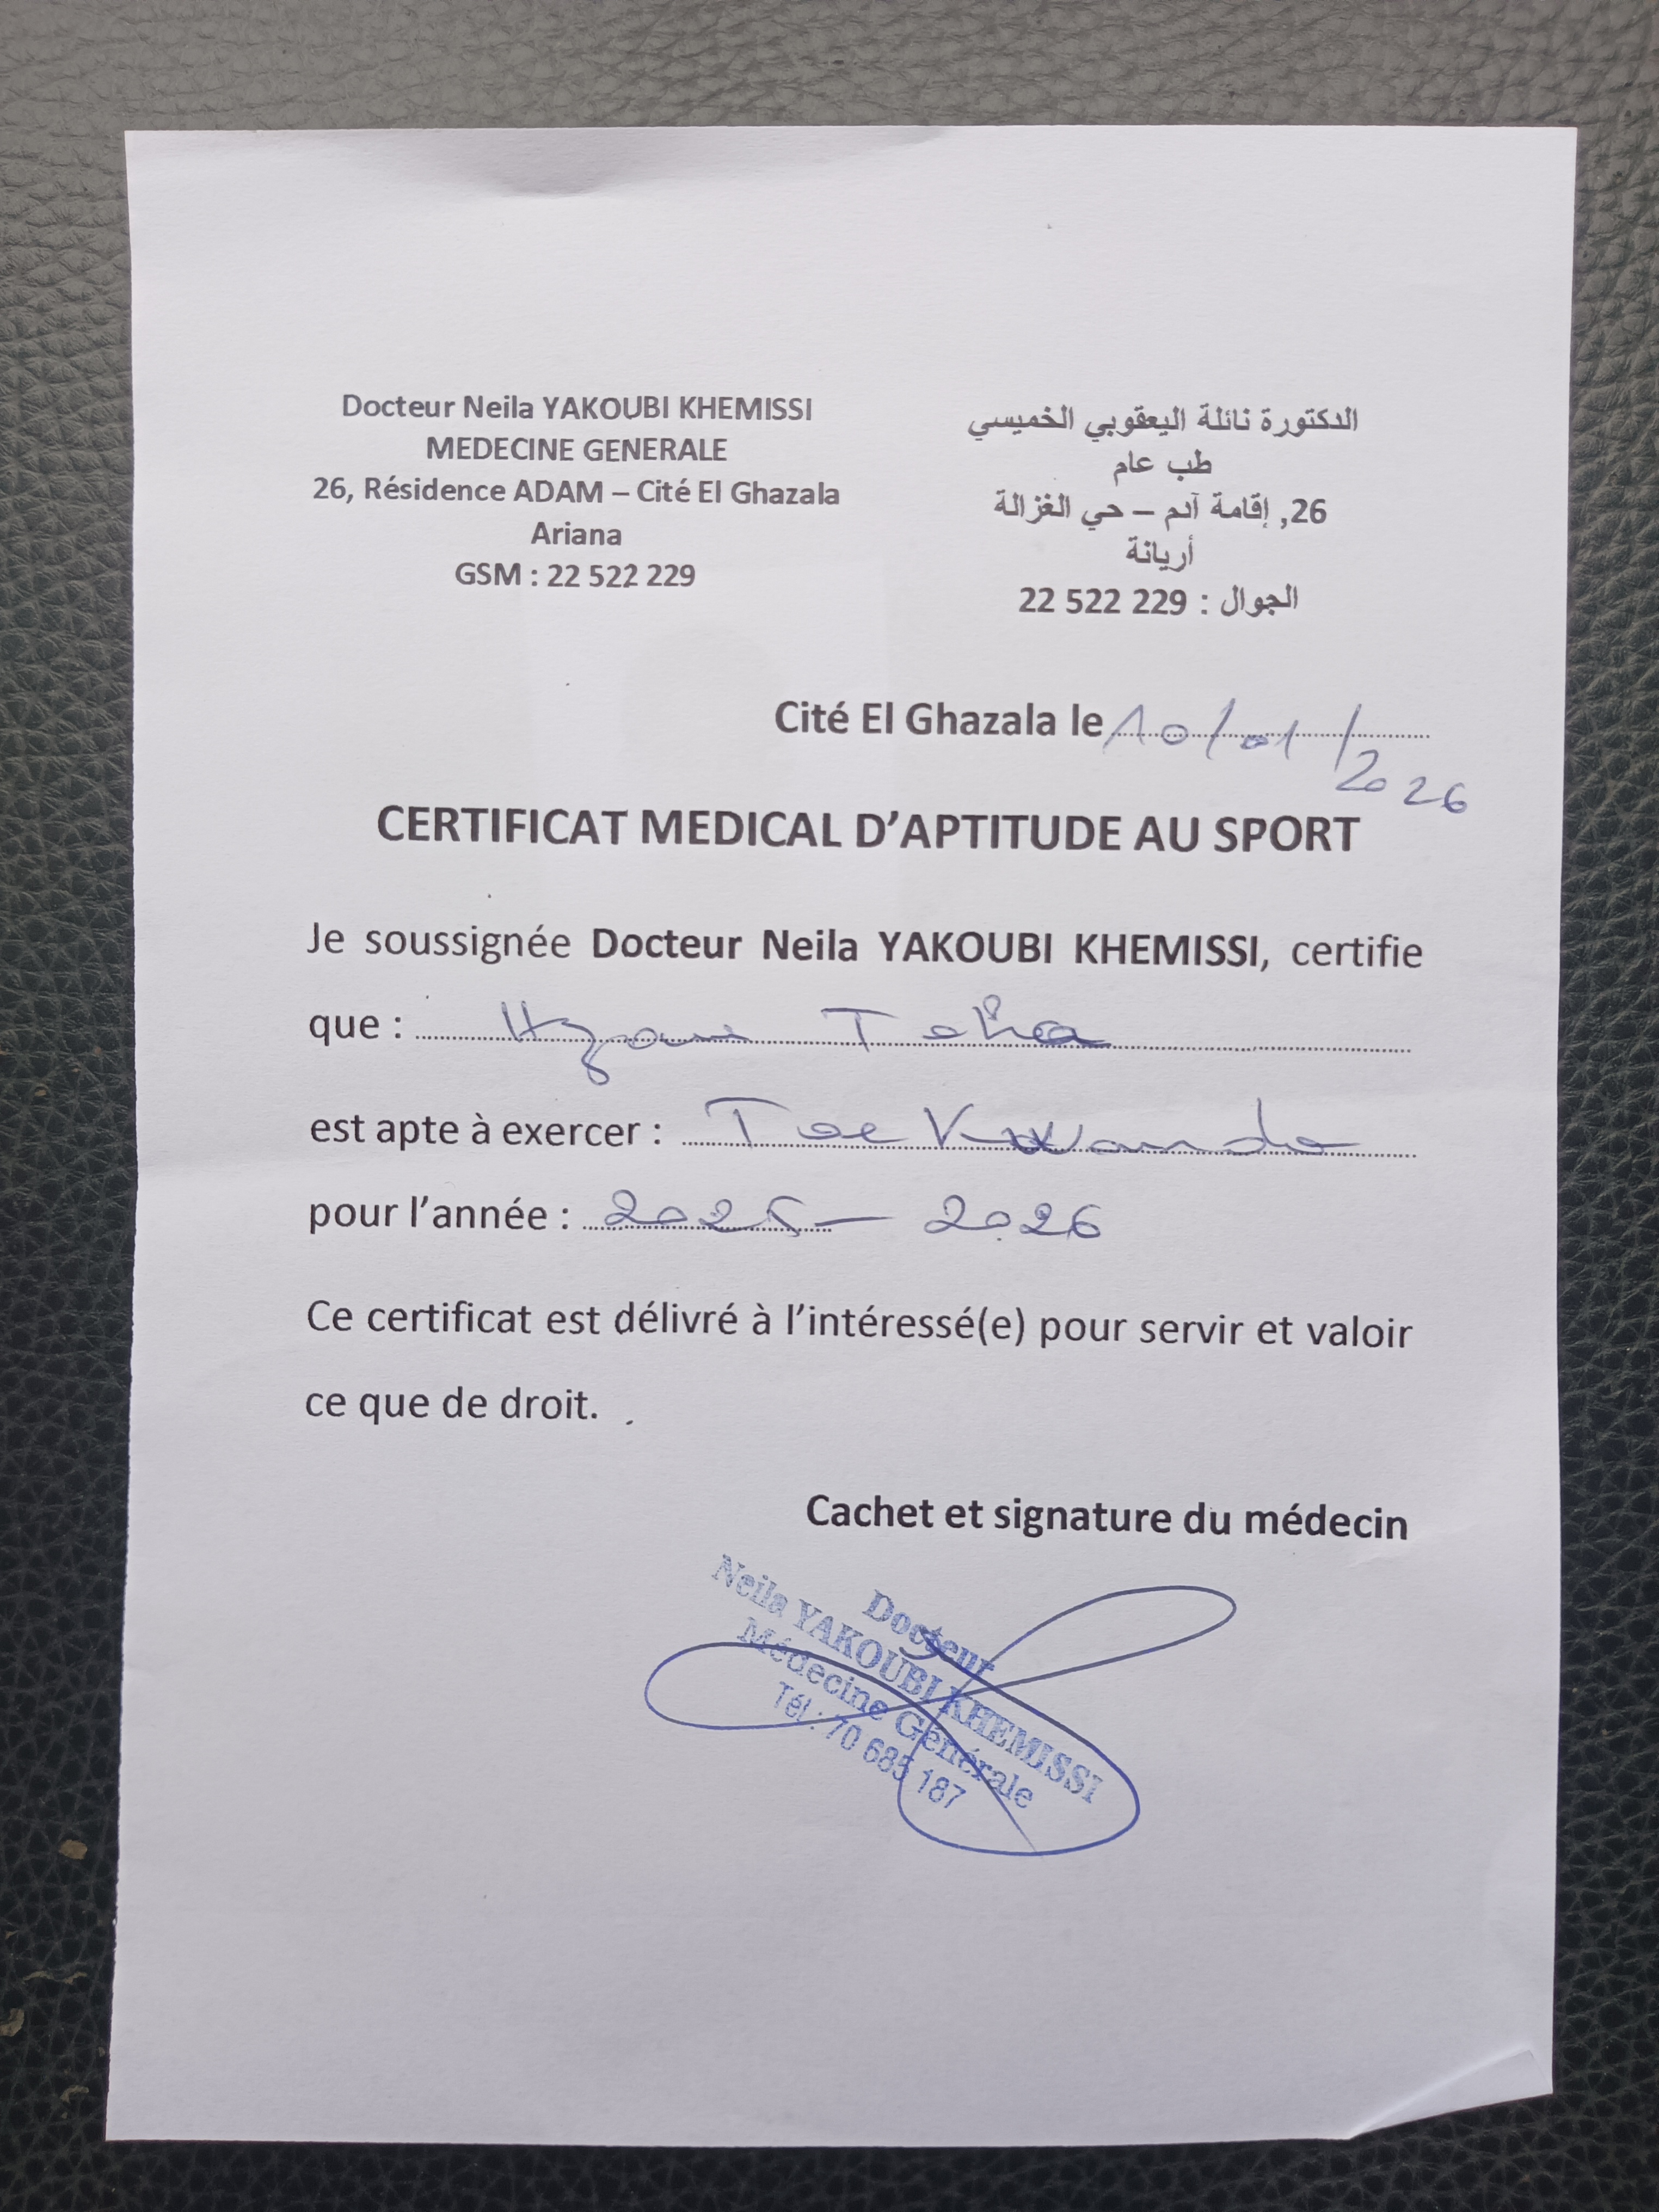 Docteur Neila YAKOUBI KHEMISSI
MEDECINE GENERALE
26, Résidence ADAM – Cité El Ghazala
Ariana
GSM : 22 522 229
الدكتورة نائلة اليعقوبي الخميسي
طب عام
26, إقامة آدم – حي الغزالة
أريانة
الجوال : 229 522 22
Cité El Ghazala le 10/01/2026
CERTIFICAT MEDICAL D’APTITUDE AU SPORT
Je soussignée Docteur Neila YAKOUBI KHEMISSI, certifie
que :
est apte à exercer : Taekwando
pour l’année : 2025 – 2026
Ce certificat est délivré à l’intéressé(e) pour servir et valoir
ce que de droit.
Cachet et signature du médecin
Docteur
Neila YAKOUBI KHEMISSI
Médecine Générale
Tél : 70 685 187